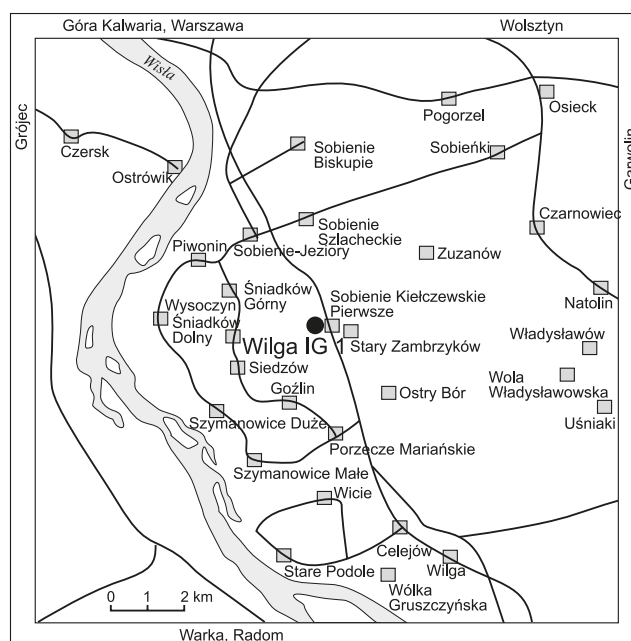 Góra Kalwaria, Warszawa
Wolsztyn
Grójec
Garwolin
Wisła
Osieck
Pogorzel
Czersk
Sobienie
Biskupie
Sobieńki
Ostrówik
Sobienie
Szlacheckie
Czarnowiec
Sobienie-Jeziory
Piwonin
Zuzanów
Śniadków
Górny
Natolin
Wysoczyn
Sobienie Kiełczewskie
Pierwsze
Śniadków
Dolny
Wilga IG 1
Stary Zambrzyków
Władysławów
Siedzów
Wola
Władysławowska
Goźlin
Ostry Bór
Uśniaki
Szymanowice Duże
Porzecze Mariańskie
Szymanowice Małe
Wicie
Celejów
Stare Podole
Wilga
Wólka
Gruszczyńska
0 1 2 km
Warka, Radom